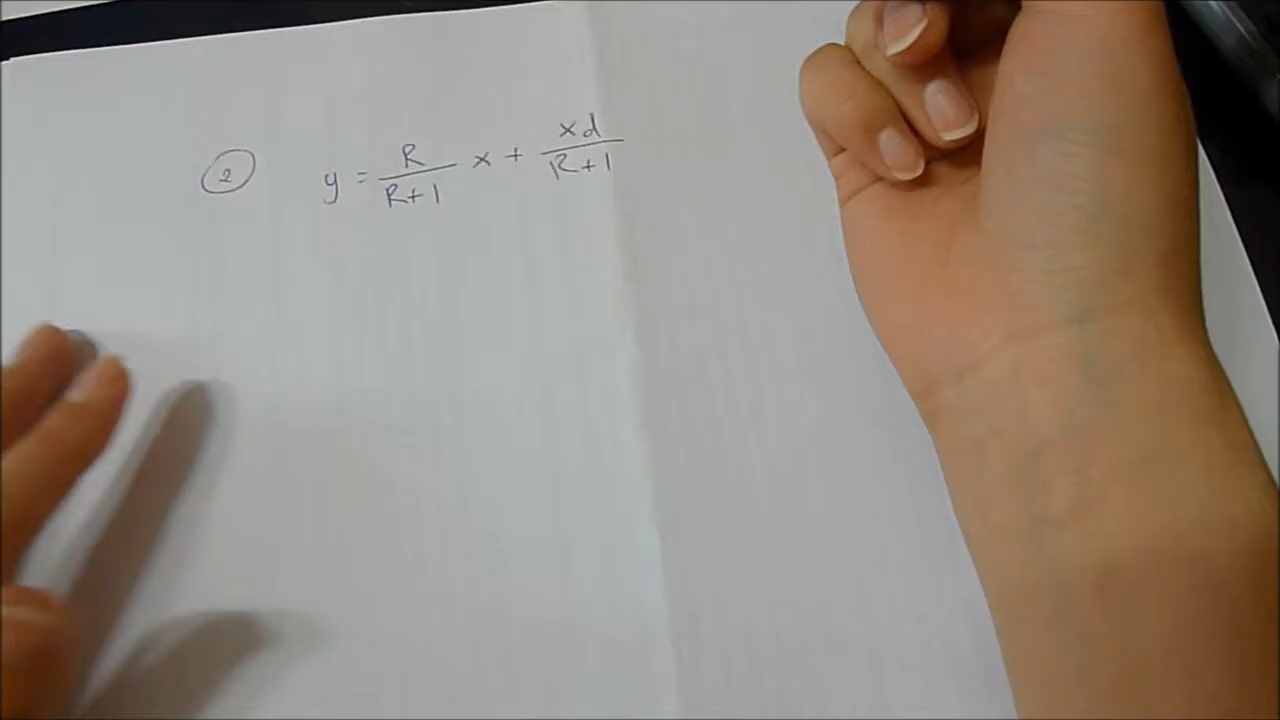 ② y = R/R+1 x + xd/R+1